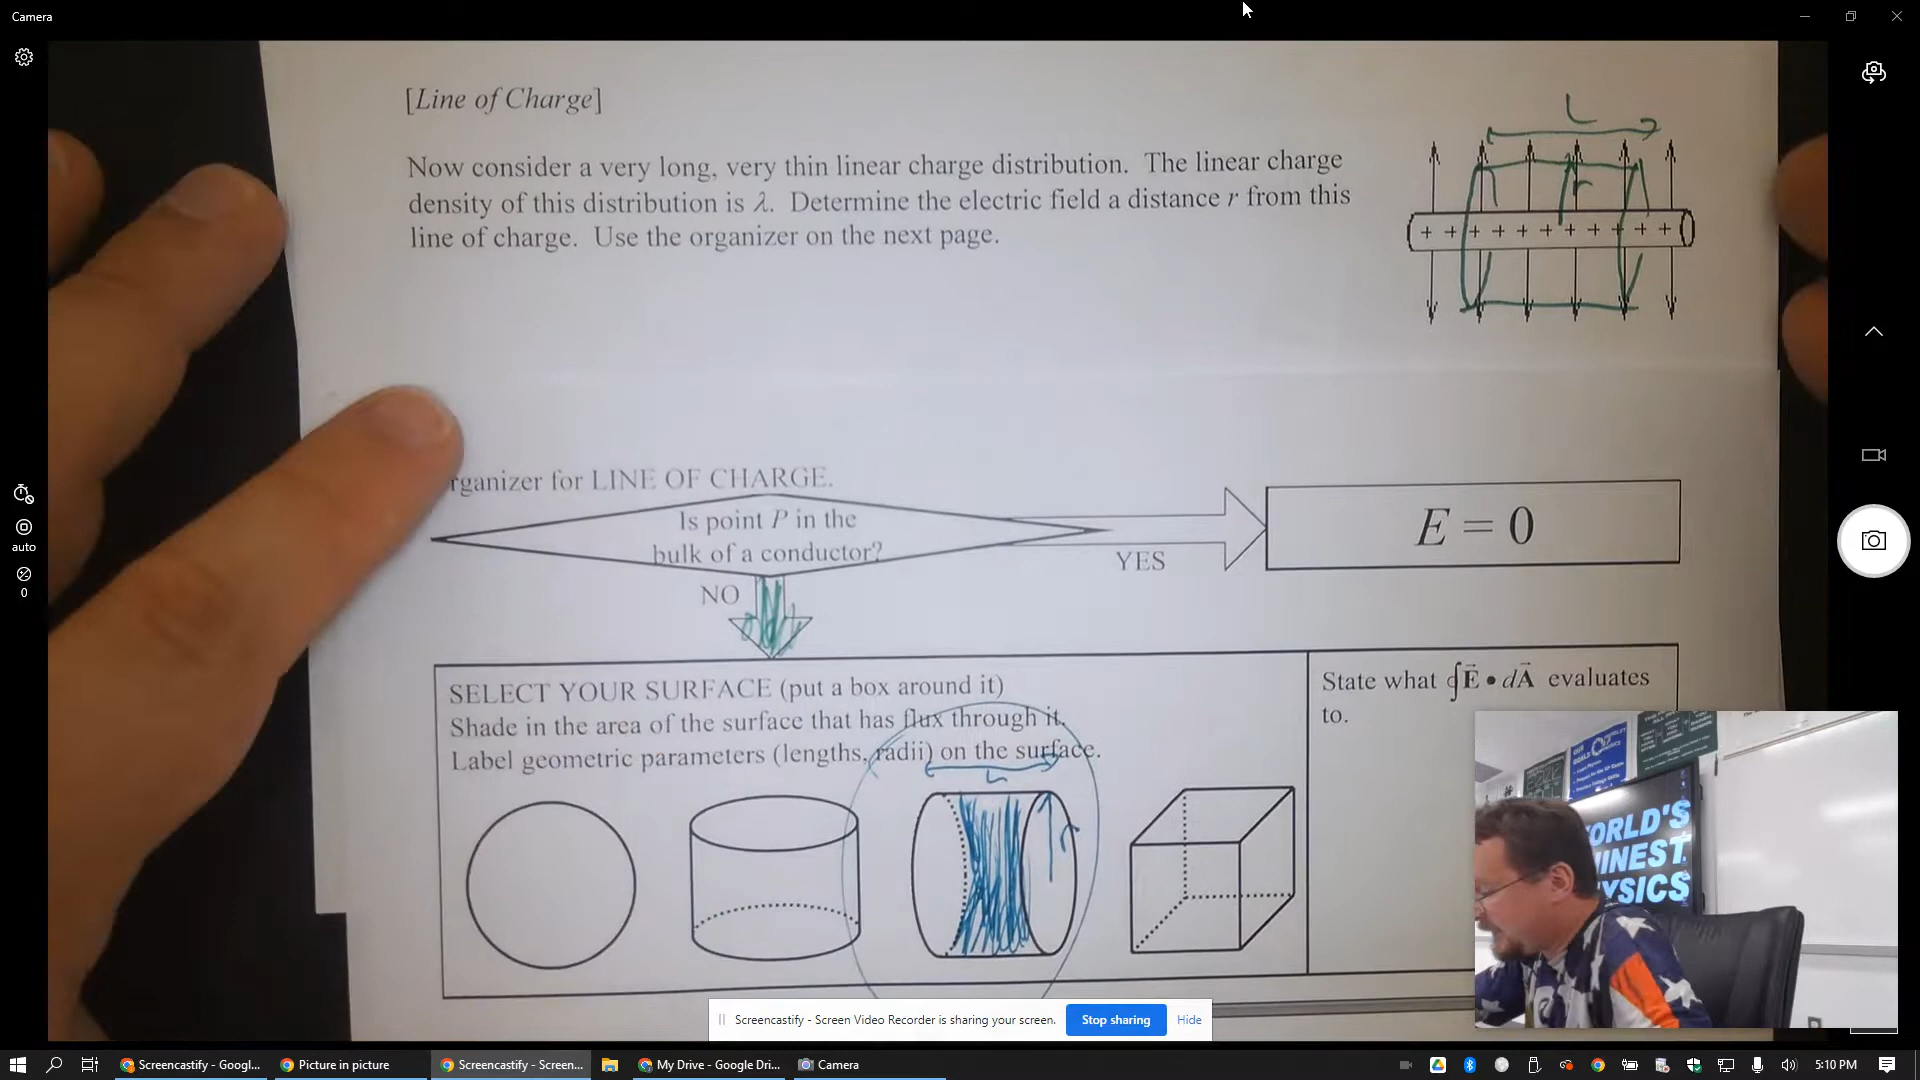 Camera
[Line of Charge]
L
Now consider a very long, very thin linear charge distribution. The linear charge
density of this distribution is λ. Determine the electric field a distance r from this
line of charge. Use the organizer on the next page.
r
+ + + + + + + + + + +
rganizer for LINE OF CHARGE.
Is point P in the
bulk of a conductor?
YES
E = 0
NO
SELECT YOUR SURFACE (put a box around it)
Shade in the area of the surface that has flux through it.
Label geometric parameters (lengths, radii) on the surface.
L
r
State what ∮E⃗ • dA⃗ evaluates
to.
auto
0
ORLD'S
INEST
YSICS
Screencastify - Screen Video Recorder is sharing your screen.
Stop sharing
Hide
Screencastify - Googl...
Picture in picture
Screencastify - Screen...
My Drive - Google Dri...
Camera
5:10 PM